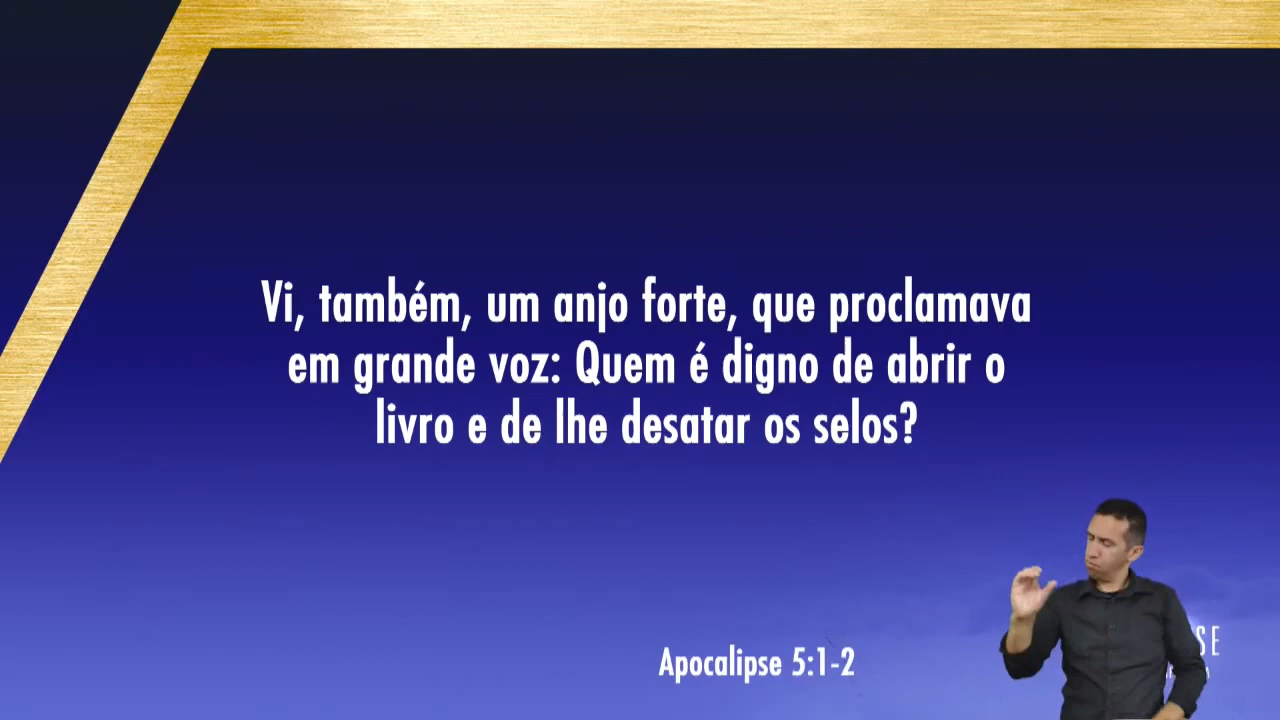 Vi, também, um anjo forte, que proclamava
em grande voz: Quem é digno de abrir o
livro e de lhe desatar os selos?
Apocalipse 5:1-2